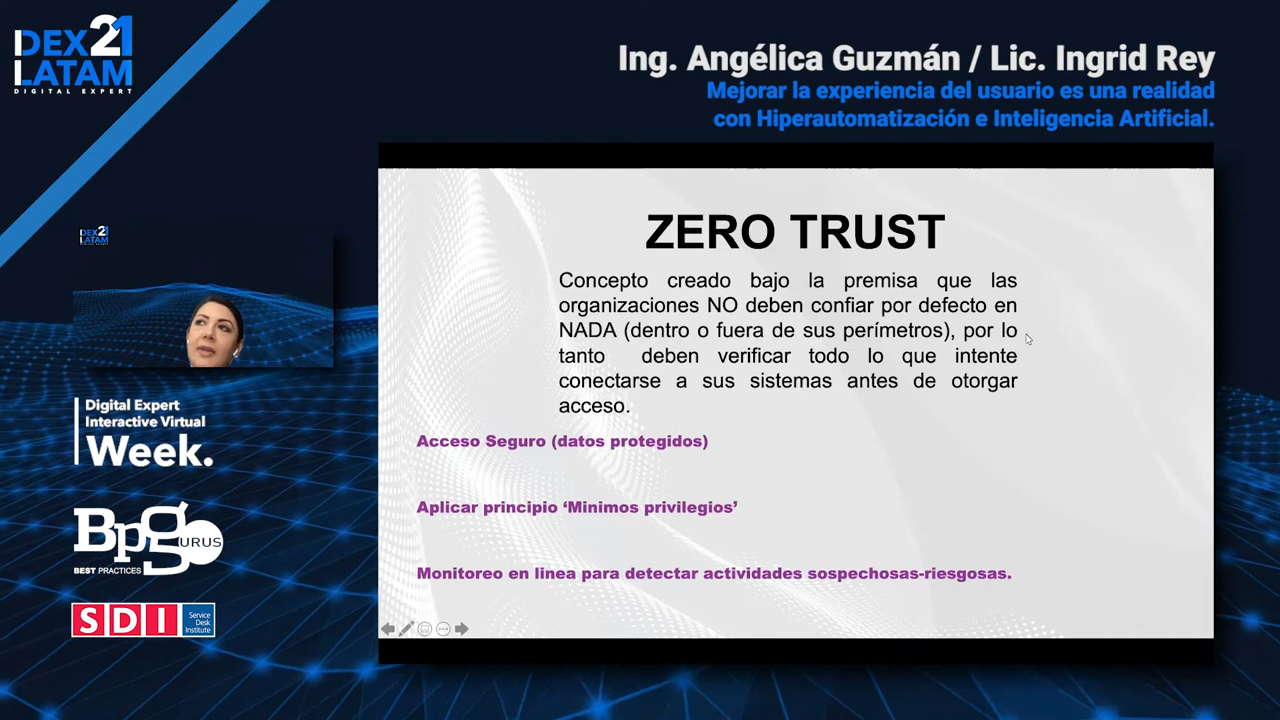 DEX21
LATAM
DIGITAL EXPERT
Ing. Angélica Guzmán / Lic. Ingrid Rey
Mejorar la experiencia del usuario es una realidad
con Hiperautomatización e Inteligencia Artificial.
DEX21
LATAM
Digital Expert
Interactive Virtual
Week.
BpgURUS
BEST PRACTICES
SDI
Service
Desk
Institute
ZERO TRUST
Concepto creado bajo la premisa que las
organizaciones NO deben confiar por defecto en
NADA (dentro o fuera de sus perímetros), por lo
tanto deben verificar todo lo que intente
conectarse a sus sistemas antes de otorgar
acceso.
Acceso Seguro (datos protegidos)
Aplicar principio ‘Minimos privilegios’
Monitoreo en linea para detectar actividades sospechosas-riesgosas.